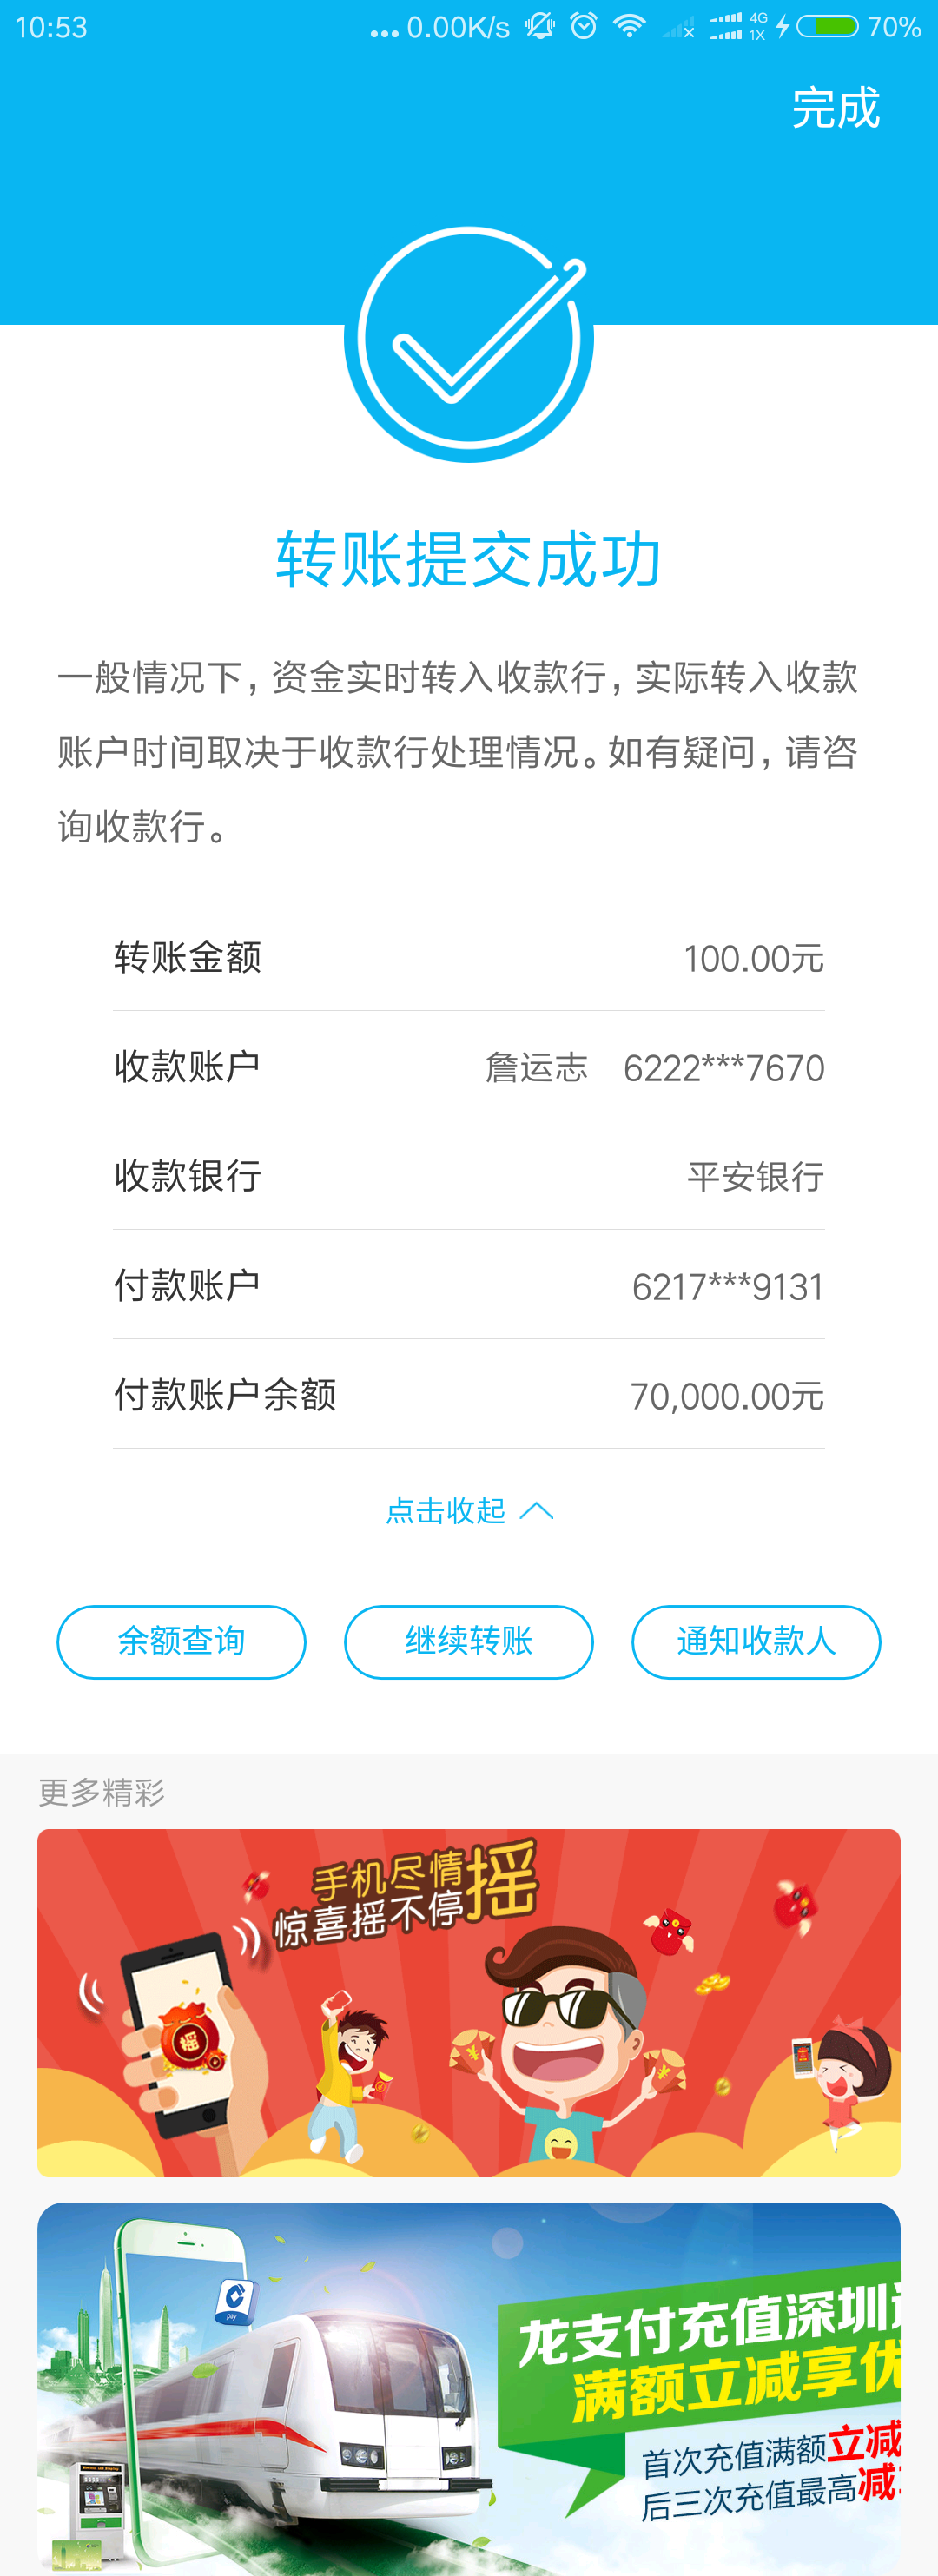 10:53
... 0.00K/s 4G 1X 70%
完成
转账提交成功
一般情况下，资金实时转入收款行，实际转入收款
账户时间取决于收款行处理情况。如有疑问，请咨
询收款行。
转账金额 100.00元
收款账户 詹运志 6222***7670
收款银行 平安银行
付款账户 6217***9131
付款账户余额 70,000.00元
点击收起
余额查询 继续转账 通知收款人
更多精彩
手机尽情摇
惊喜摇不停
摇
pay
龙支付充值深圳
满额立减享优
首次充值满额立减
后三次充值最高减